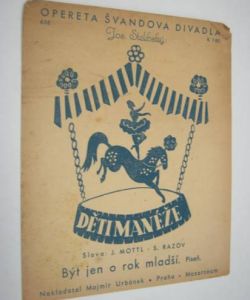 OPERETA ŠVANDOVA DIVADLA
Jos. Stelibský
DĚTI MANÉŽE
Slova: J. MOTTL - S. RAZOV
Být jen o rok mladší. Píseň.
Nakladatel Mojmír Urbánek • Praha • Mozarteum